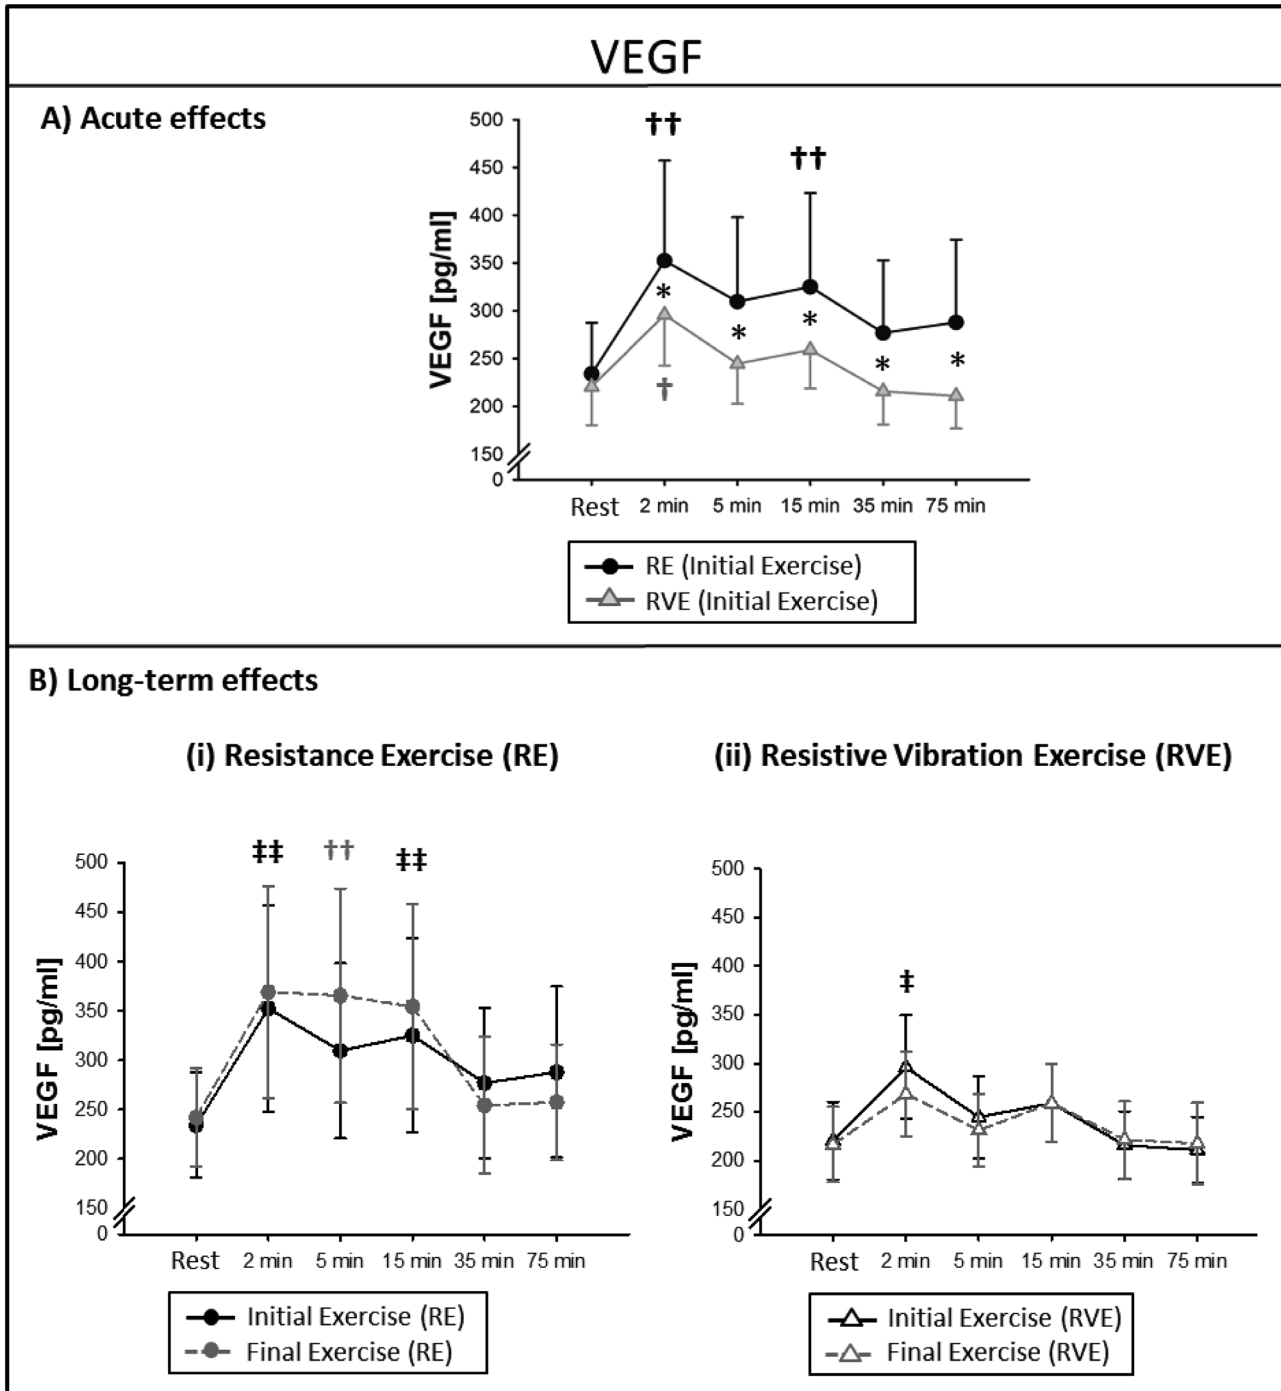 VEGF
A) Acute effects
VEGF [pg/ml]
500
450
400
350
300
250
200
150
0
††
††
*
*
*
*
*
†
Rest 2 min 5 min 15 min 35 min 75 min
RE (Initial Exercise)
RVE (Initial Exercise)
B) Long-term effects
(i) Resistance Exercise (RE)
VEGF [pg/ml]
500
450
400
350
300
250
200
150
0
‡‡ †† ‡‡
Rest 2 min 5 min 15 min 35 min 75 min
Initial Exercise (RE)
Final Exercise (RE)
(ii) Resistive Vibration Exercise (RVE)
VEGF [pg/ml]
500
450
400
350
300
250
200
150
0
‡
Rest 2 min 5 min 15 min 35 min 75 min
Initial Exercise (RVE)
Final Exercise (RVE)